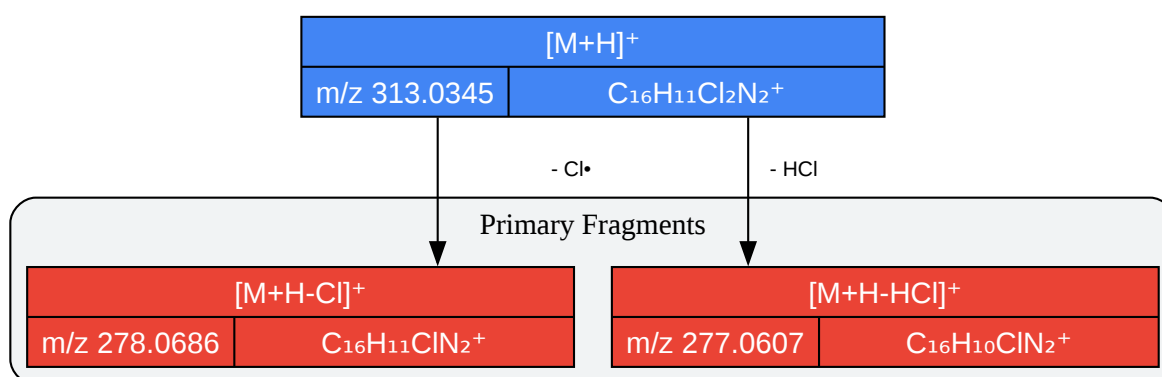 [M+H]⁺
m/z 313.0345 C₁₆H₁₁Cl₂N₂⁺
- Cl• - HCl
Primary Fragments
[M+H-Cl]⁺ [M+H-HCl]⁺
m/z 278.0686 C₁₆H₁₁ClN₂⁺ m/z 277.0607 C₁₆H₁₀ClN₂⁺